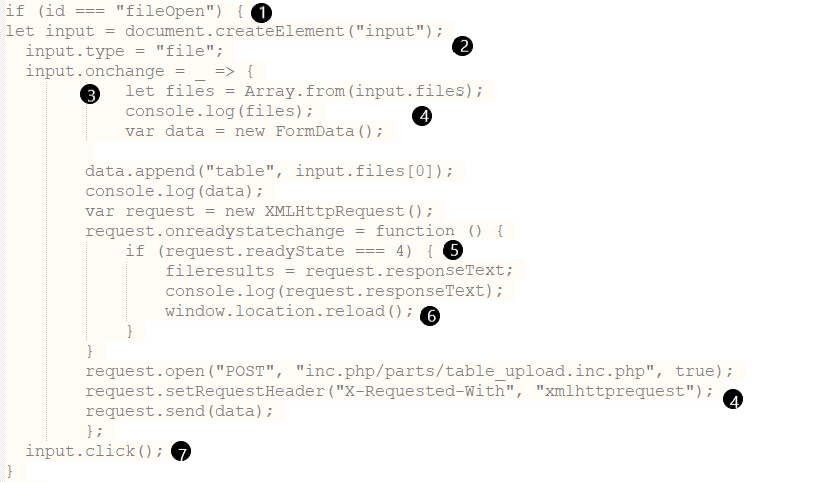 if (id === "fileOpen") { 1
let input = document.createElement("input");
2
input.type = "file";
input.onchange = _ => {
3 let files = Array.from(input.files);
console.log(files); 4
var data = new FormData();
data.append("table", input.files[0]);
console.log(data);
var request = new XMLHttpRequest();
request.onreadystatechange = function () {
if (request.readyState === 4) { 5
fileresults = request.responseText;
console.log(request.responseText);
window.location.reload(); 6
}
}
request.open("POST", "inc.php/parts/table_upload.inc.php", true);
request.setRequestHeader("X-Requested-With", "xmlhttprequest"); 4
request.send(data);
};
input.click(); 7
}